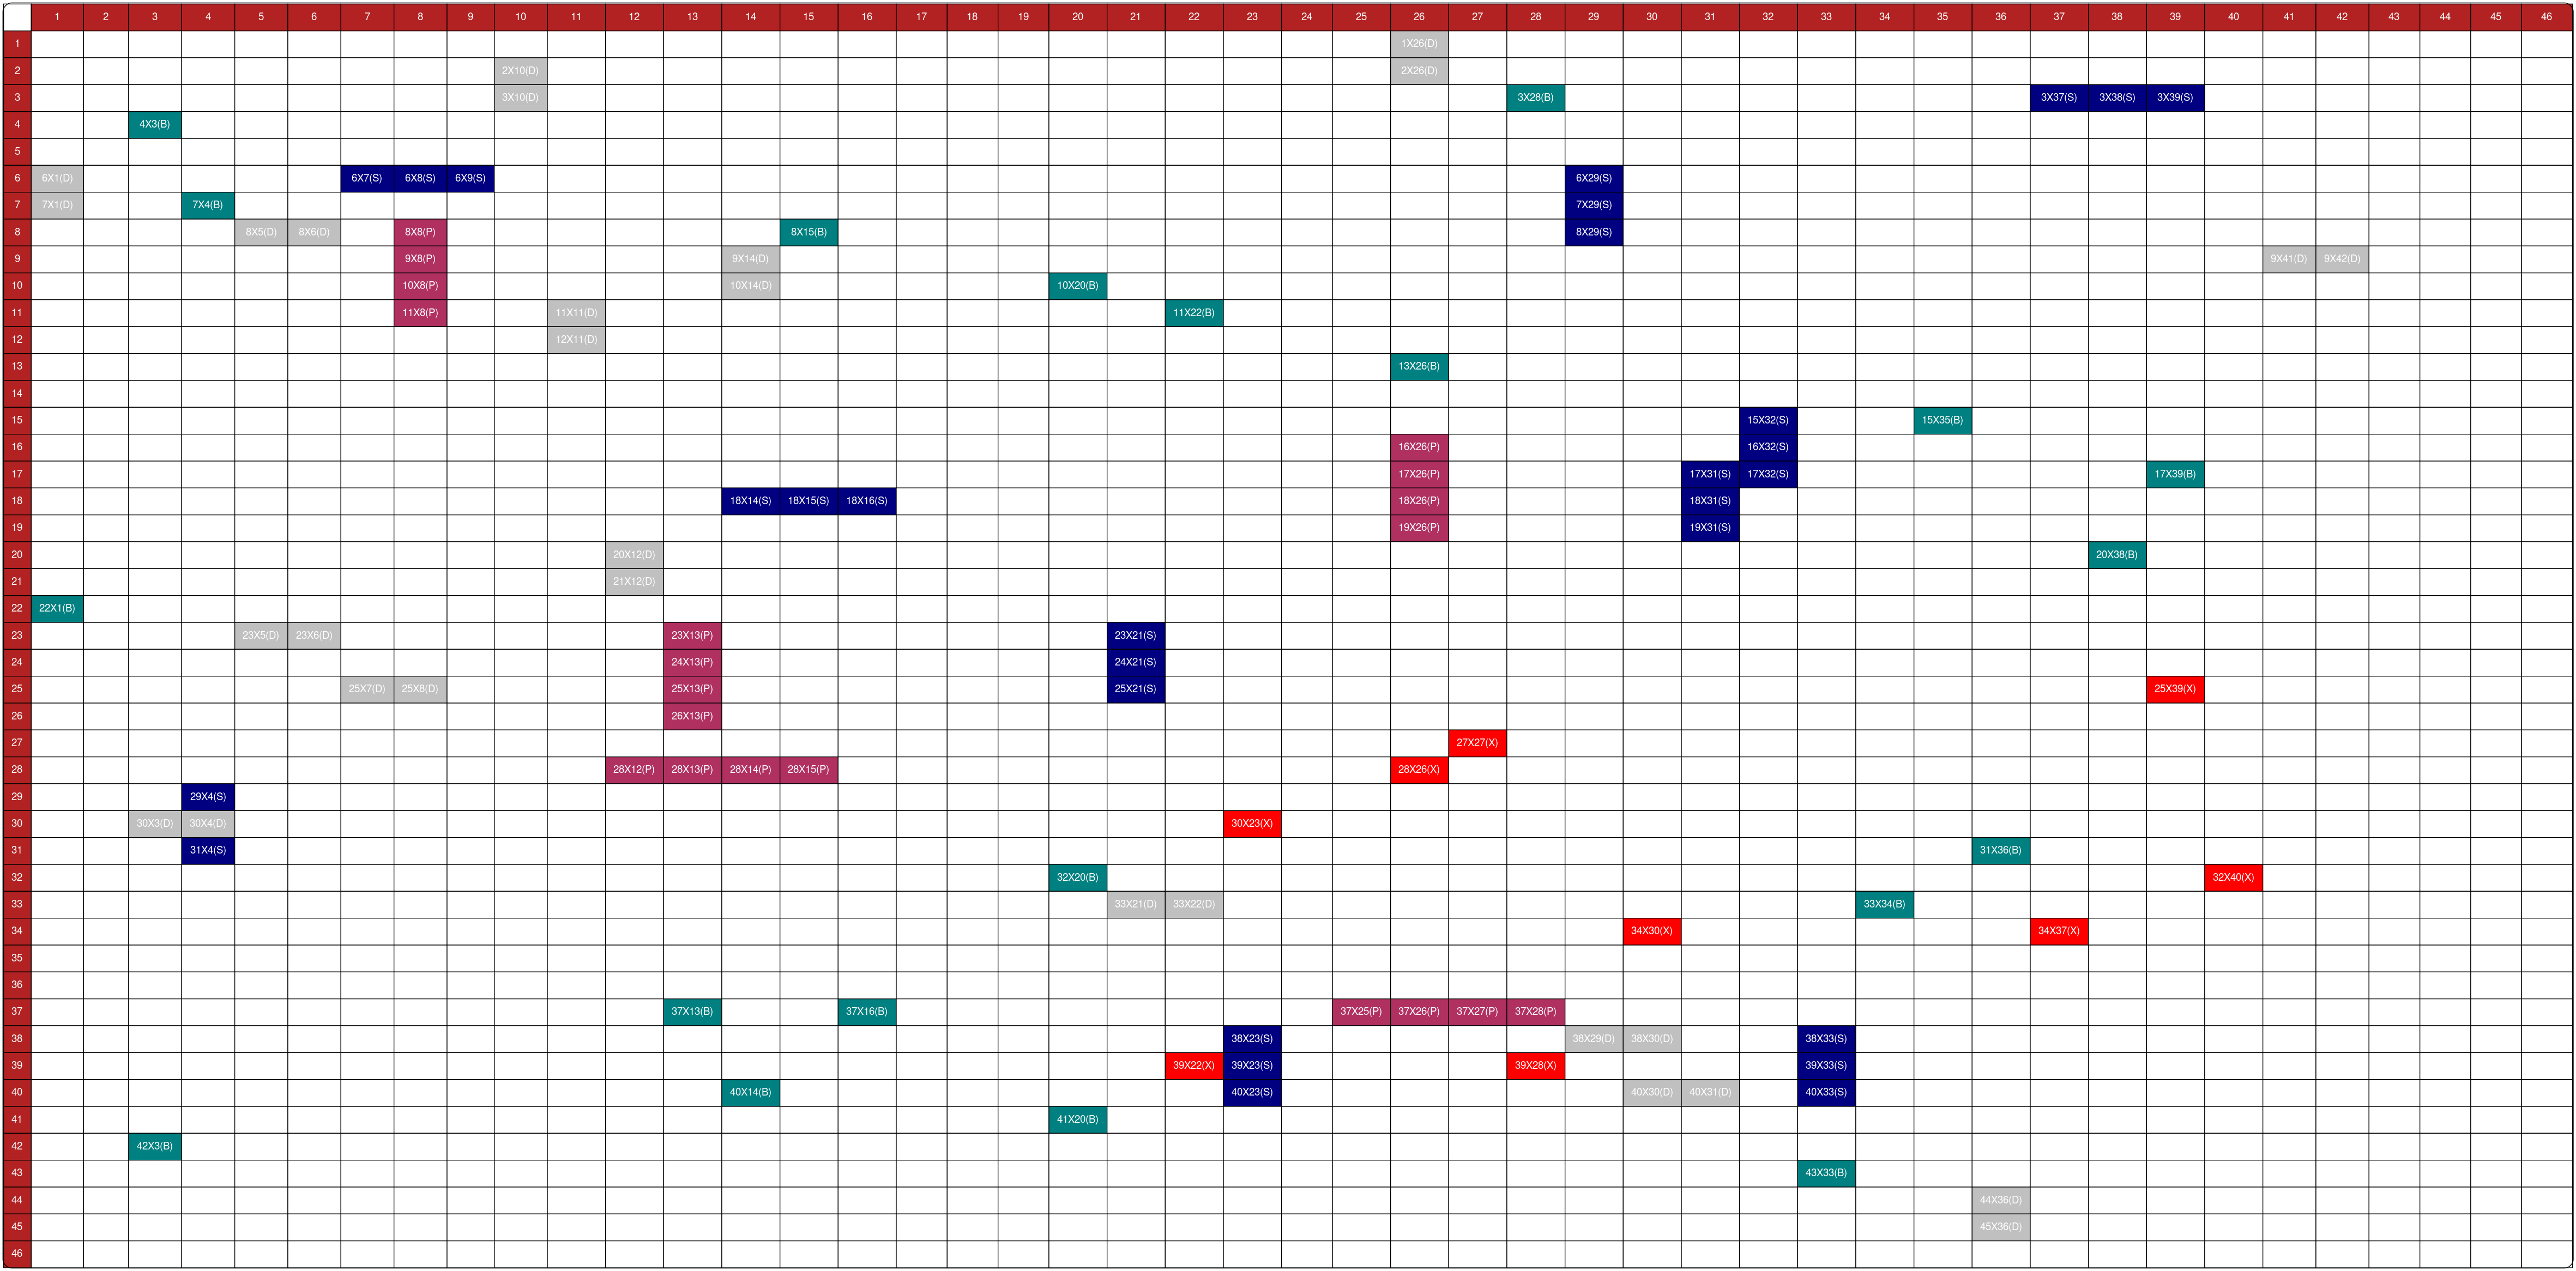 1 2 3 4 5 6 7 8 9 10 11 12 13 14 15 16 17 18 19 20 21 22 23 24 25 26 27 28 29 30 31 32 33 34 35 36 37 38 39 40 41 42 43 44 45 46
1 1X26(D)
2 2X10(D) 2X26(D)
3 3X10(D) 3X28(B) 3X37(S) 3X38(S) 3X39(S)
4 4X3(B)
5
6 6X1(D) 6X7(S) 6X8(S) 6X9(S) 6X29(S)
7 7X1(D) 7X4(B) 7X29(S)
8 8X5(D) 8X6(D) 8X8(P) 8X15(B) 8X29(S)
9 9X8(P) 9X14(D) 9X41(D) 9X42(D)
10 10X8(P) 10X14(D) 10X20(B)
11 11X8(P) 11X11(D) 11X22(B)
12 12X11(D)
13 13X26(B)
14
15 15X32(S) 15X35(B)
16 16X26(P) 16X32(S)
17 17X26(P) 17X31(S) 17X32(S) 17X39(B)
18 18X14(S) 18X15(S) 18X16(S) 18X26(P) 18X31(S)
19 19X26(P) 19X31(S)
20 20X12(D) 20X38(B)
21 21X12(D)
22 22X1(B)
23 23X5(D) 23X6(D) 23X13(P) 23X21(S)
24 24X13(P) 24X21(S)
25 25X7(D) 25X8(D) 25X13(P) 25X21(S) 25X39(X)
26 26X13(P)
27 27X27(X)
28 28X12(P) 28X13(P) 28X14(P) 28X15(P) 28X26(X)
29 29X4(S)
30 30X3(D) 30X4(D) 30X23(X)
31 31X4(S) 31X36(B)
32 32X20(B) 32X40(X)
33 33X21(D) 33X22(D) 33X34(B)
34 34X30(X) 34X37(X)
35
36
37 37X13(B) 37X16(B) 37X25(P) 37X26(P) 37X27(P) 37X28(P)
38 38X23(S) 38X29(D) 38X30(D) 38X33(S)
39 39X22(X) 39X23(S) 39X28(X) 39X33(S)
40 40X14(B) 40X23(S) 40X30(D) 40X31(D) 40X33(S)
41 41X20(B)
42 42X3(B)
43 43X33(B)
44 44X36(D)
45 45X36(D)
46